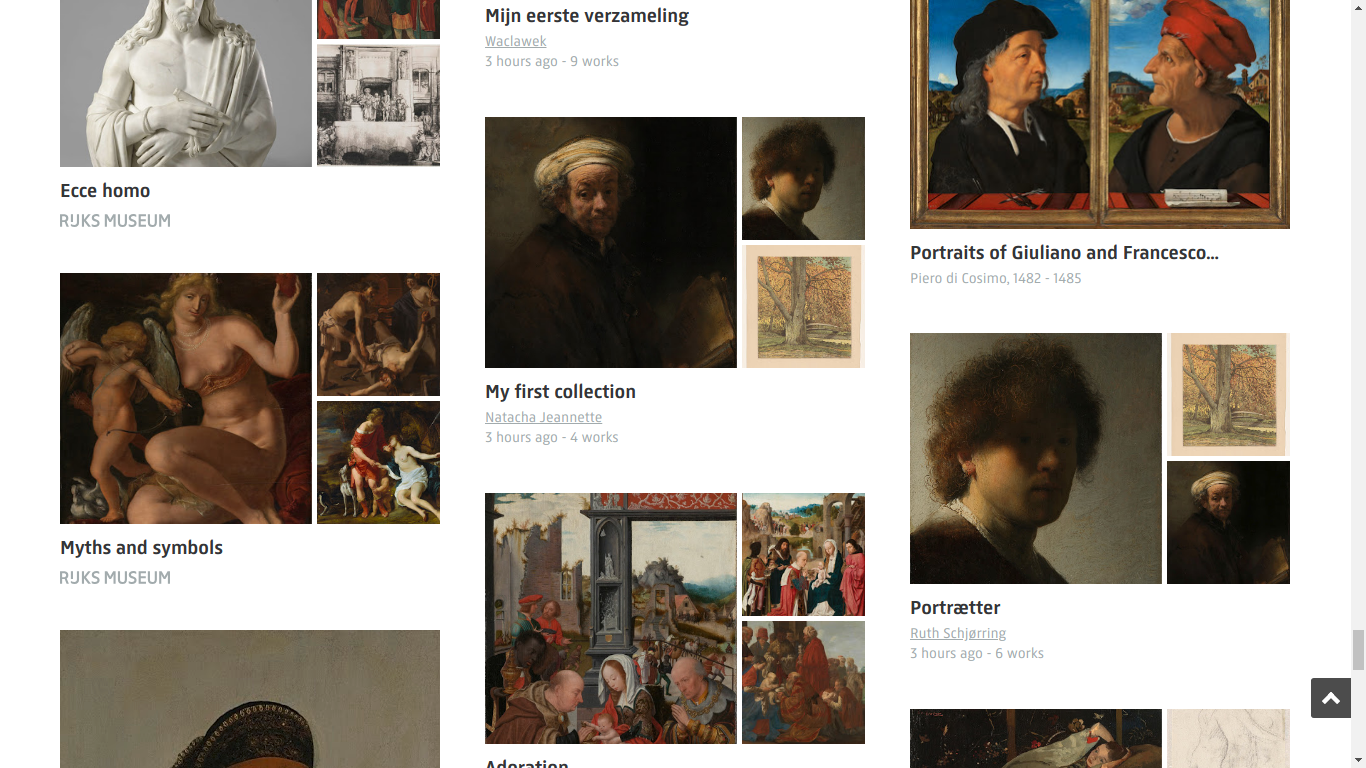 Ecce homo
RIJKS MUSEUM
Myths and symbols
RIJKS MUSEUM
Mijn eerste verzameling
Waclawek
3 hours ago - 9 works
My first collection
Natacha Jeannette
3 hours ago - 4 works
Adoration
Portraits of Giuliano and Francesco...
Piero di Cosimo, 1482 - 1485
Portrætter
Ruth Schjørring
3 hours ago - 6 works